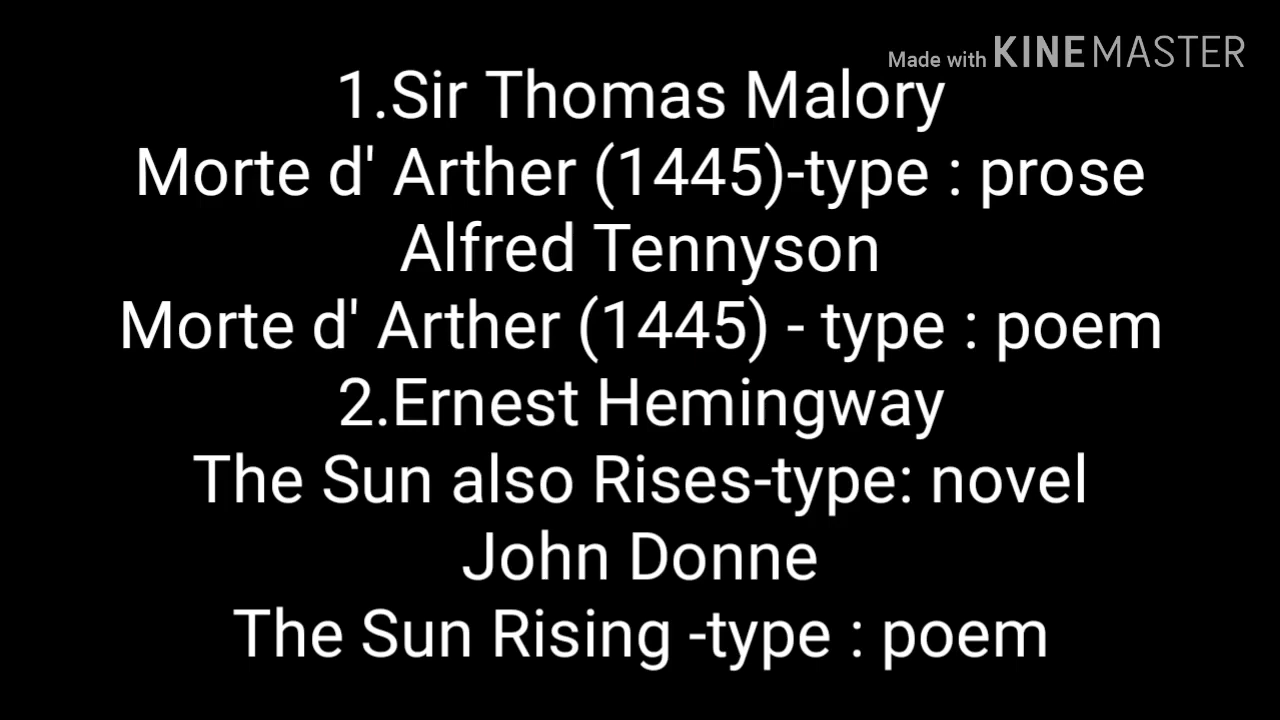 Made with KINEMASTER
1.Sir Thomas Malory
Morte d' Arther (1445)-type : prose
Alfred Tennyson
Morte d' Arther (1445) - type : poem
2.Ernest Hemingway
The Sun also Rises-type: novel
John Donne
The Sun Rising -type : poem